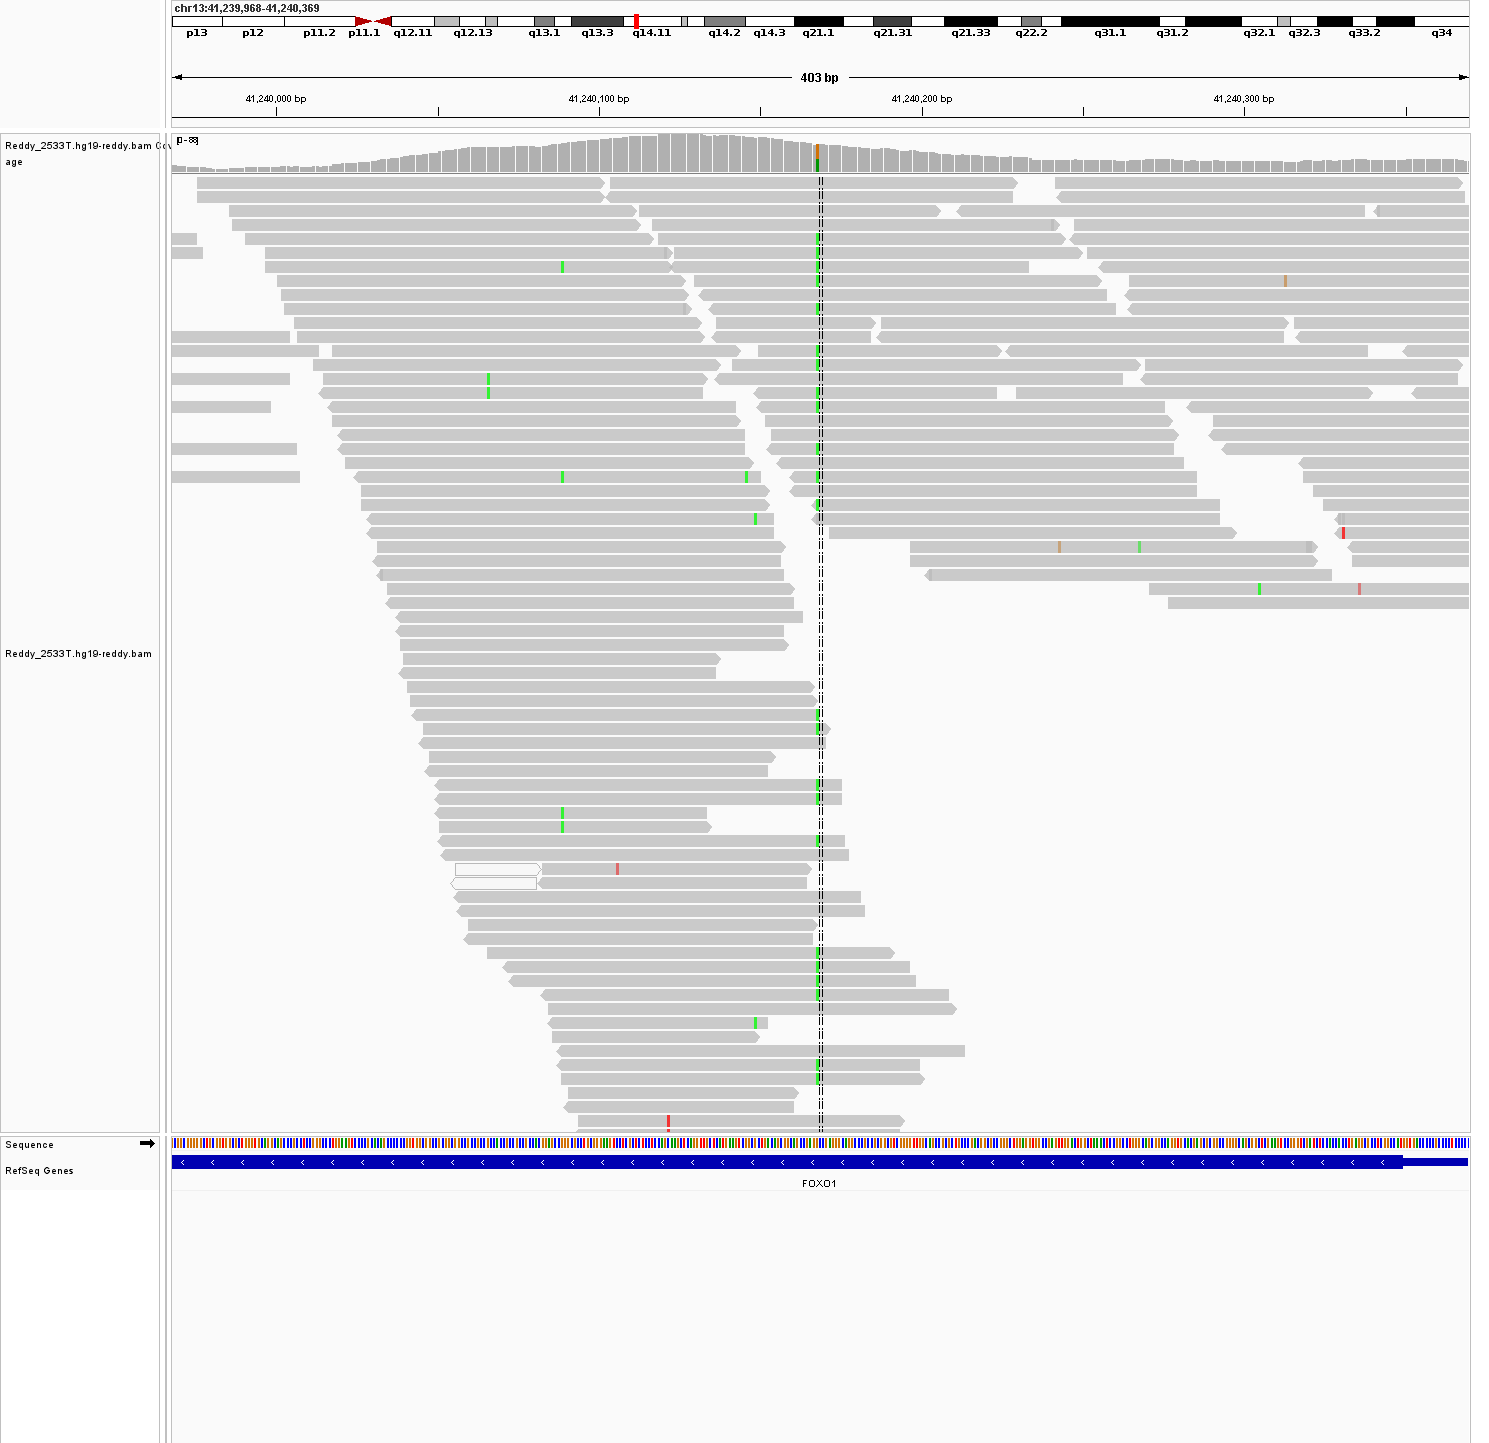 chr13:41,239,968-41,240,369
p13 p12 p11.2 p11.1 q12.11 q12.13 q13.1 q13.3 q14.11 q14.2 q14.3 q21.1 q21.31 q21.33 q22.2 q31.1 q31.2 q32.1 q32.3 q33.2 q34
403 bp
41,240,000 bp 41,240,100 bp 41,240,200 bp 41,240,300 bp
Reddy_2533T.hg19-reddy.bam Cov
age
Reddy_2533T.hg19-reddy.bam
Sequence
RefSeq Genes
FOXO1